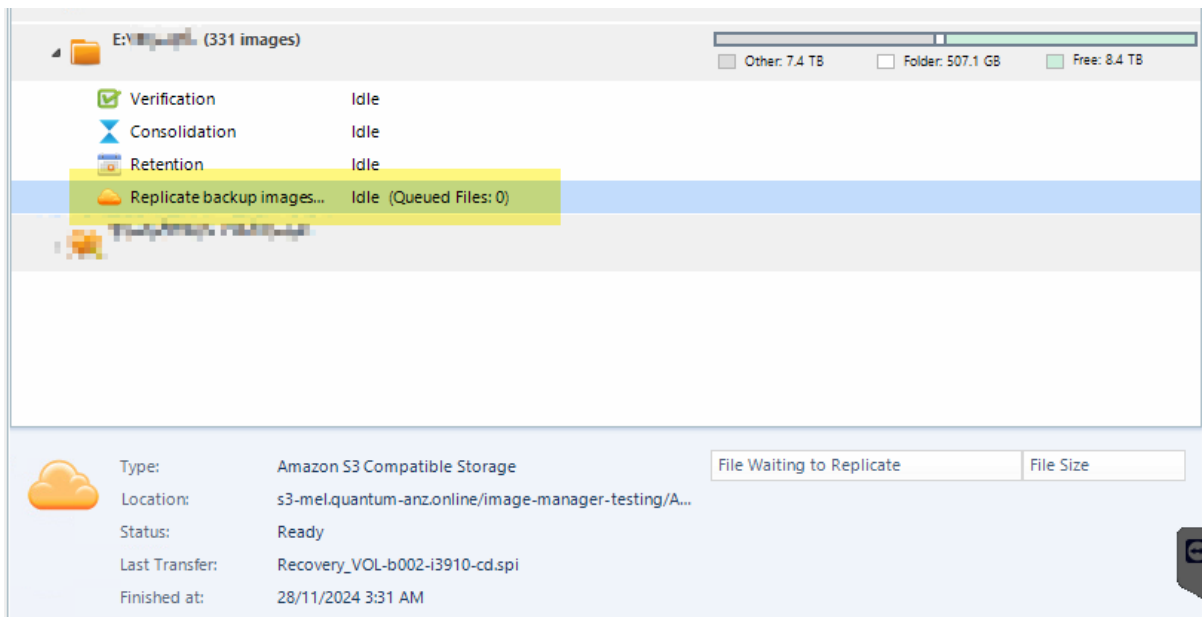 E:\ (331 images)
Other: 7.4 TB Folder: 507.1 GB Free: 8.4 TB
Verification Idle
Consolidation Idle
Retention Idle
Replicate backup images... Idle (Queued Files: 0)
Type: Amazon S3 Compatible Storage
File Waiting to Replicate File Size
Location: s3-mel.quantum-anz.online/image-manager-testing/A...
Status: Ready
Last Transfer: Recovery_VOL-b002-i3910-cd.spi
Finished at: 28/11/2024 3:31 AM